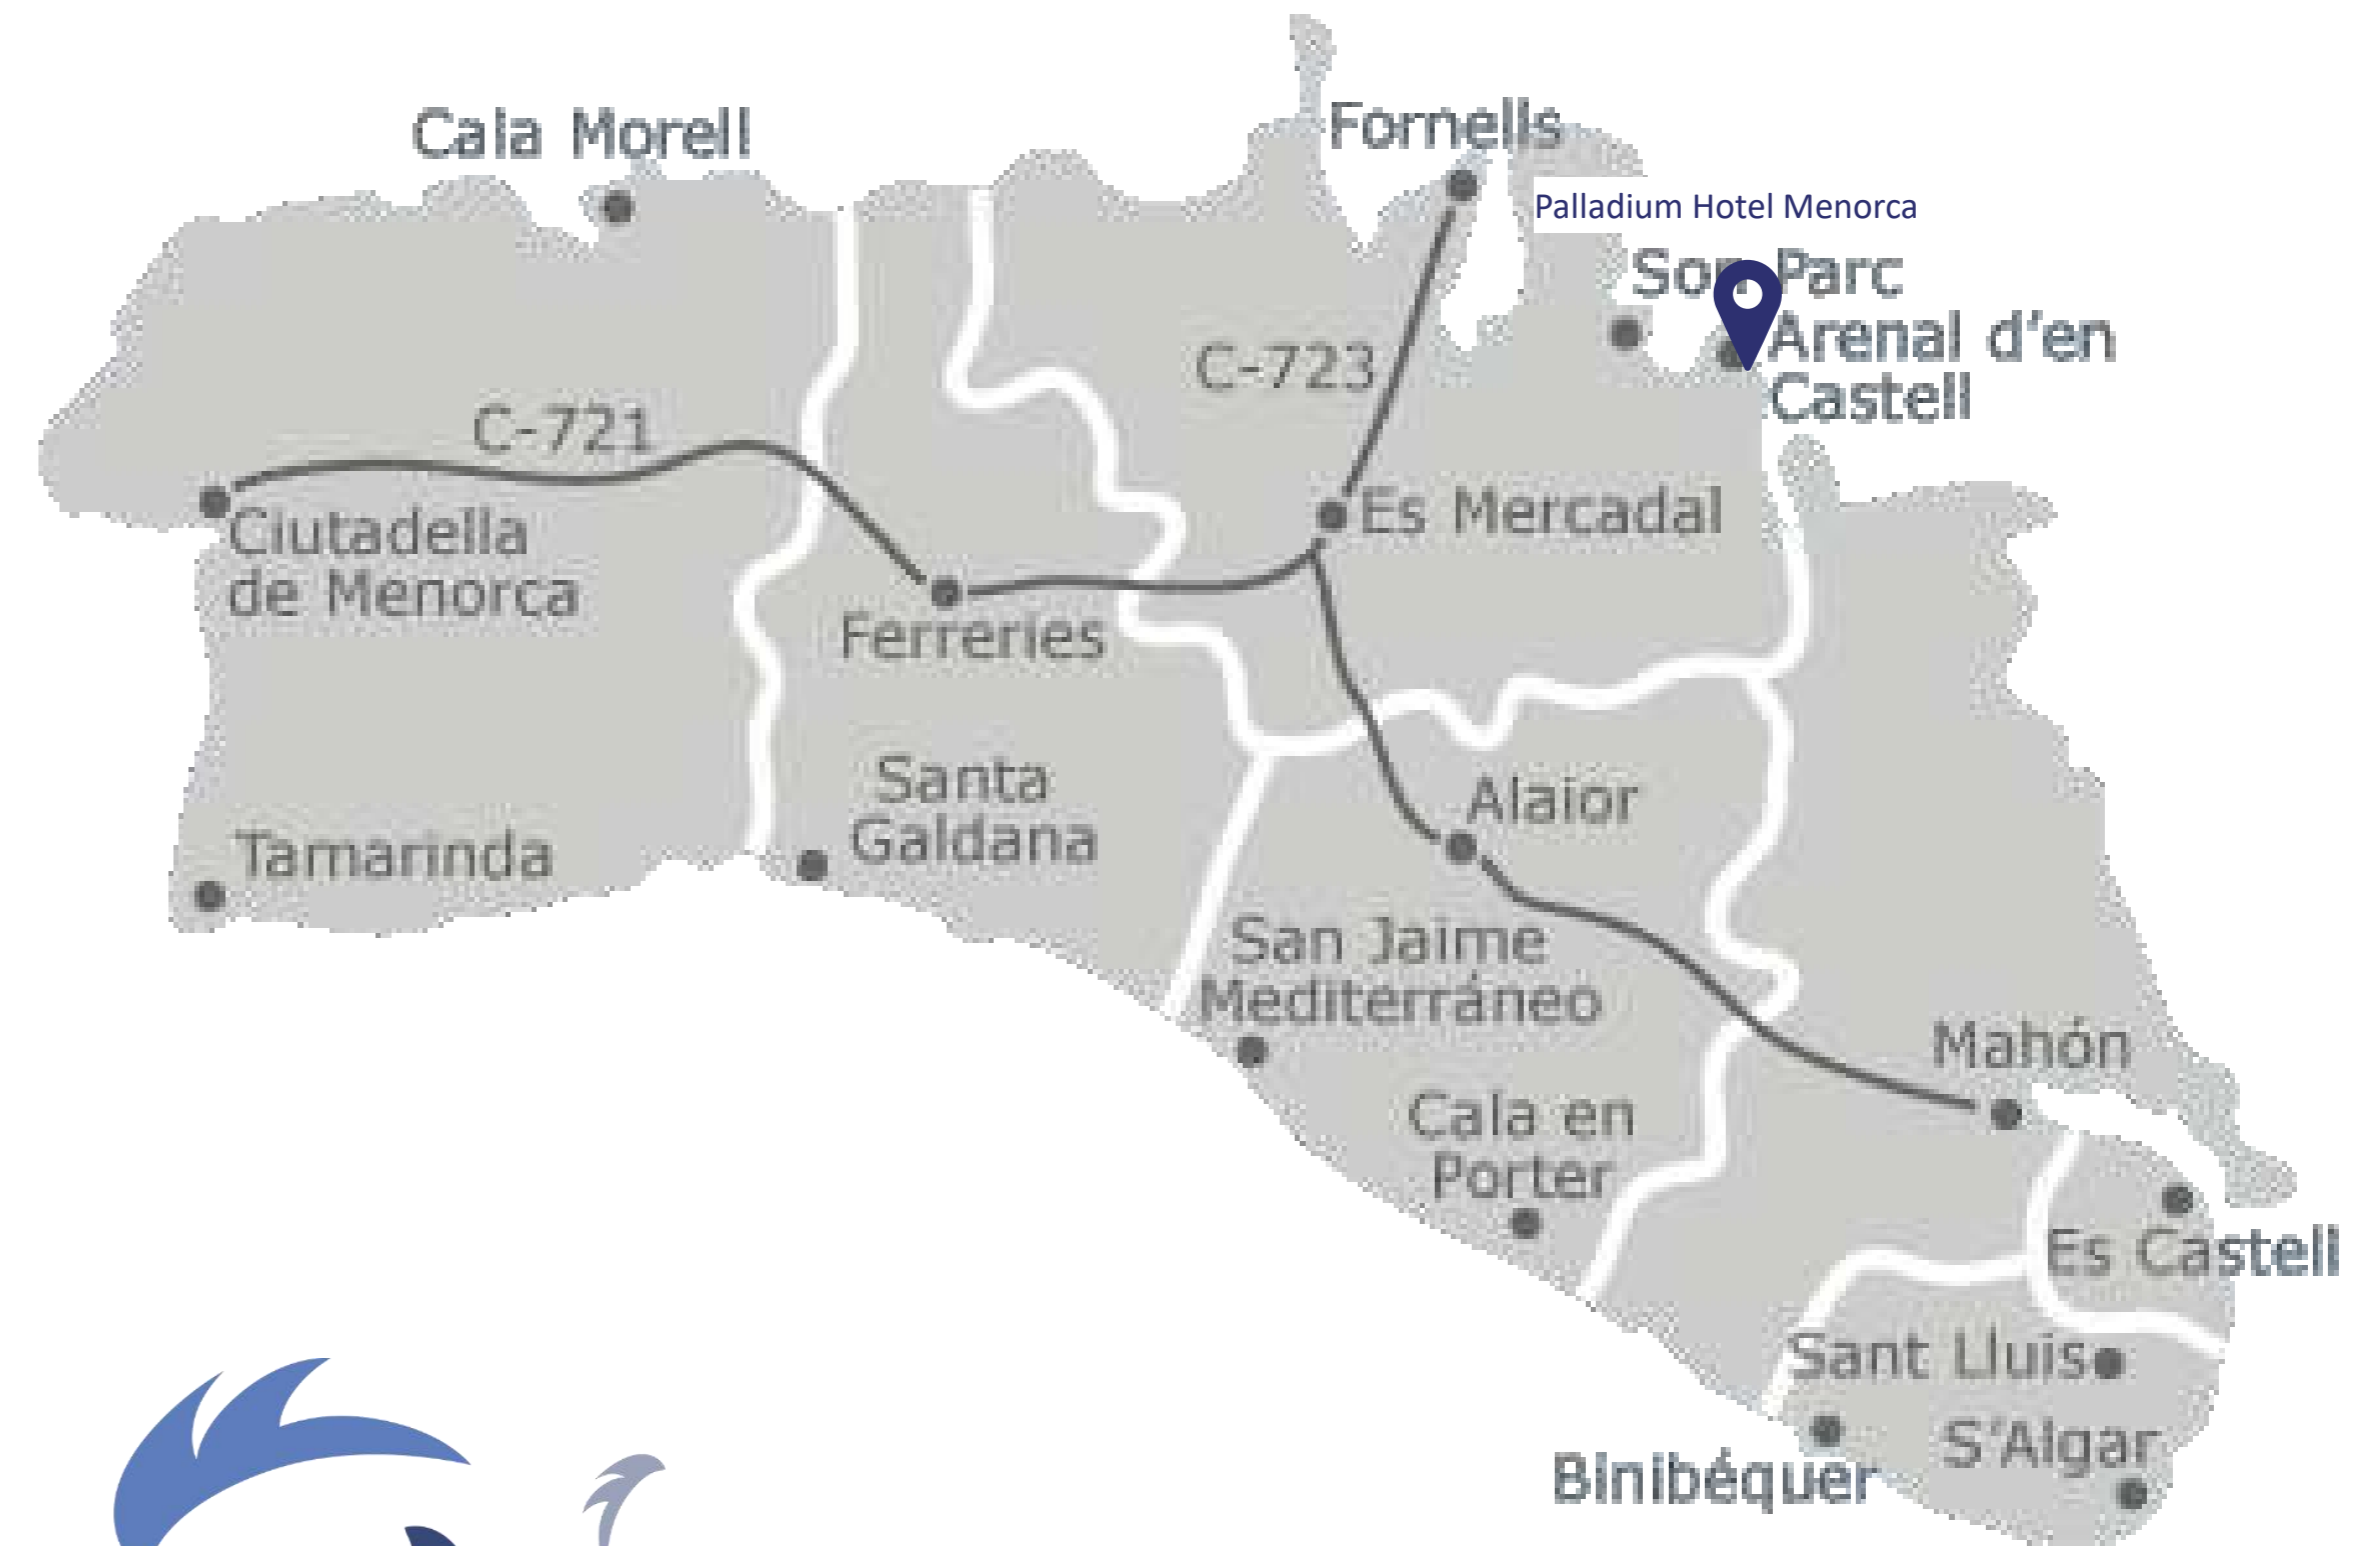 Cala Morell
Fornells
Palladium Hotel Menorca
Son Parc
Arenal d'en
Castell
C-723
C-721
Es Mercadal
Ciutadella
de Menorca
Ferreries
Santa
Galdana
Alaior
Tamarinda
San Jaime
Mediterráneo
Mahón
Cala en
Porter
Es Castell
Sant Lluis
S'Algar
Binibéquer